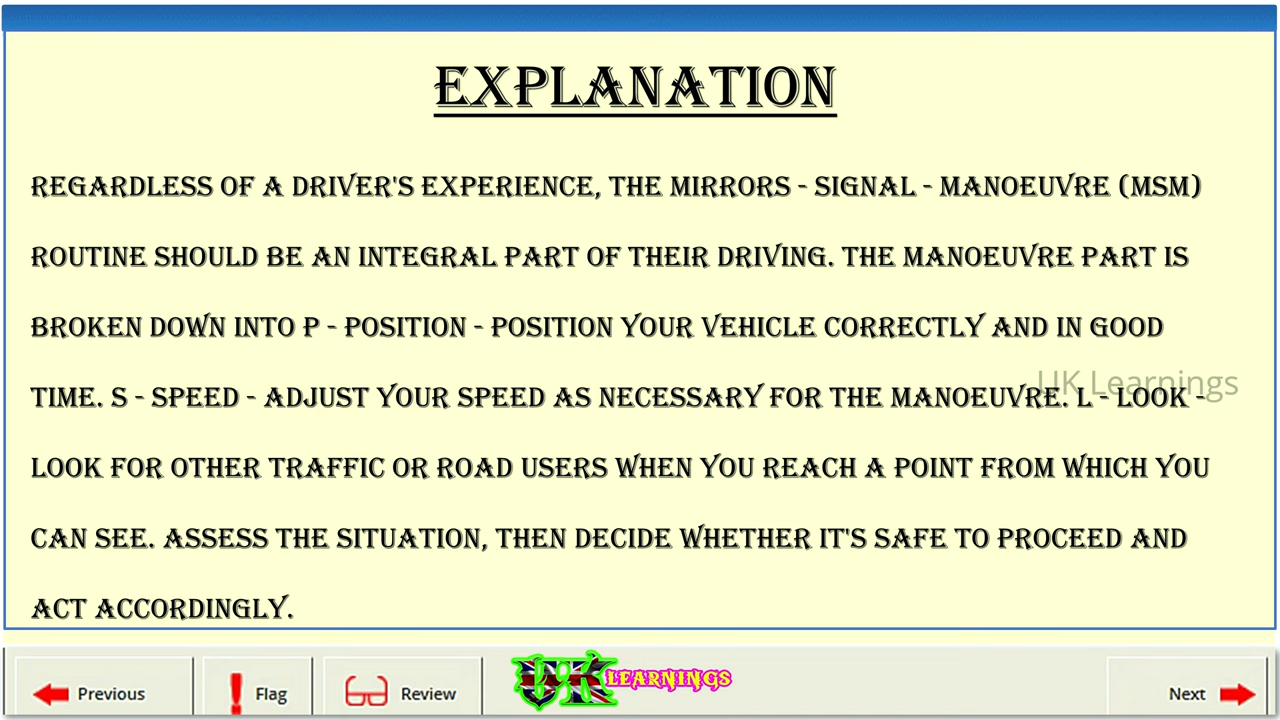 EXPLANATION
REGARDLESS OF A DRIVER'S EXPERIENCE, THE MIRRORS - SIGNAL - MANOEUVRE (MSM)
ROUTINE SHOULD BE AN INTEGRAL PART OF THEIR DRIVING. THE MANOEUVRE PART IS
BROKEN DOWN INTO P - POSITION - POSITION YOUR VEHICLE CORRECTLY AND IN GOOD
TIME. S - SPEED - ADJUST YOUR SPEED AS NECESSARY FOR THE MANOEUVRE. L - LOOK -
UK Learnings
LOOK FOR OTHER TRAFFIC OR ROAD USERS WHEN YOU REACH A POINT FROM WHICH YOU
CAN SEE. ASSESS THE SITUATION, THEN DECIDE WHETHER IT'S SAFE TO PROCEED AND
ACT ACCORDINGLY.
Previous Flag Review UK LEARNINGS Next